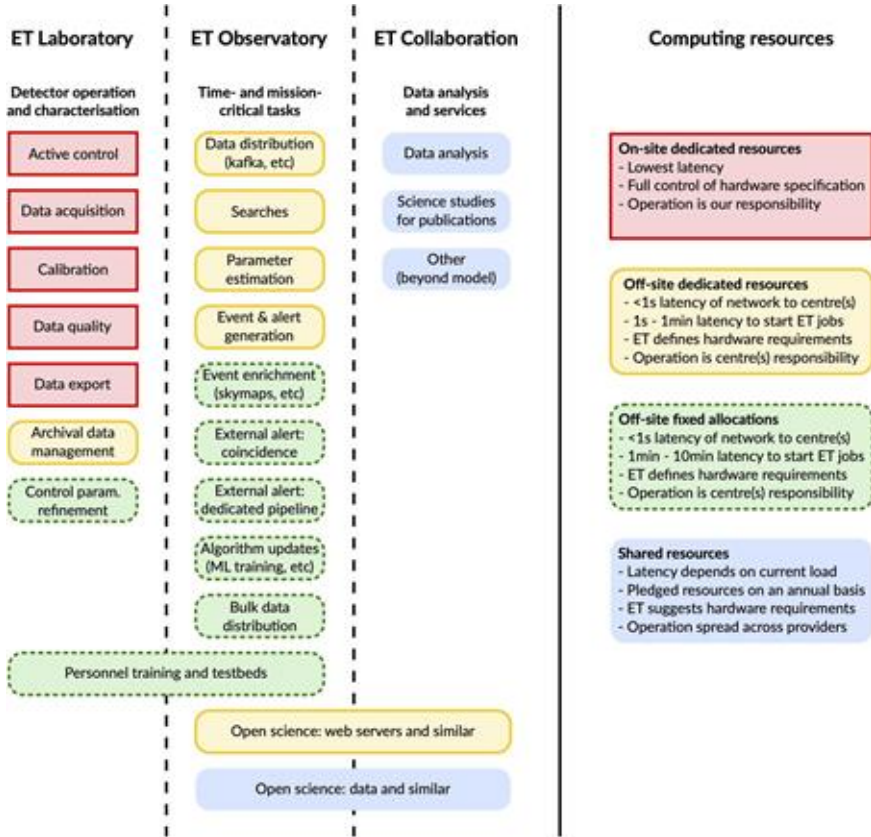 ET Laboratory
Detector operation
and characterisation
Active control
Data acquisition
Calibration
Data quality
Data export
Archival data
management
Control param.
refinement
ET Observatory
Time- and mission-
critical tasks
Data distribution
(kafka, etc)
Searches
Parameter
estimation
Event & alert
generation
Event enrichment
(skymaps, etc)
External alert:
coincidence
External alert:
dedicated pipeline
Algorithm updates
(ML training, etc)
Bulk data
distribution
ET Collaboration
Data analysis
and services
Data analysis
Science studies
for publications
Other
(beyond model)
Personnel training and testbeds
Open science: web servers and similar
Open science: data and similar
Computing resources
On-site dedicated resources
- Lowest latency
- Full control of hardware specification
- Operation is our responsibility
Off-site dedicated resources
- <1s latency of network to centre(s)
- 1s - 1min latency to start ET jobs
- ET defines hardware requirements
- Operation is centre(s) responsibility
Off-site fixed allocations
- <1s latency of network to centre(s)
- 1min - 10min latency to start ET jobs
- ET defines hardware requirements
- Operation is centre(s) responsibility
Shared resources
- Latency depends on current load
- Pledged resources on an annual basis
- ET suggests hardware requirements
- Operation spread across providers